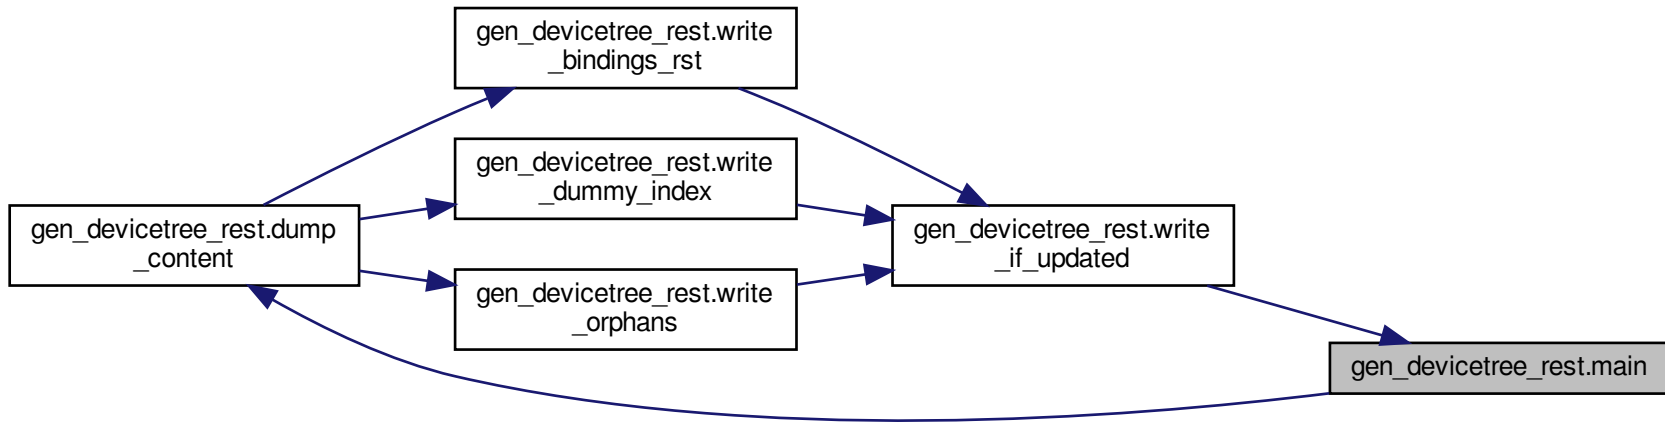 gen_devicetree_rest.write
_bindings_rst
gen_devicetree_rest.write
_dummy_index
gen_devicetree_rest.dump
_content
gen_devicetree_rest.write
_if_updated
gen_devicetree_rest.write
_orphans
gen_devicetree_rest.main